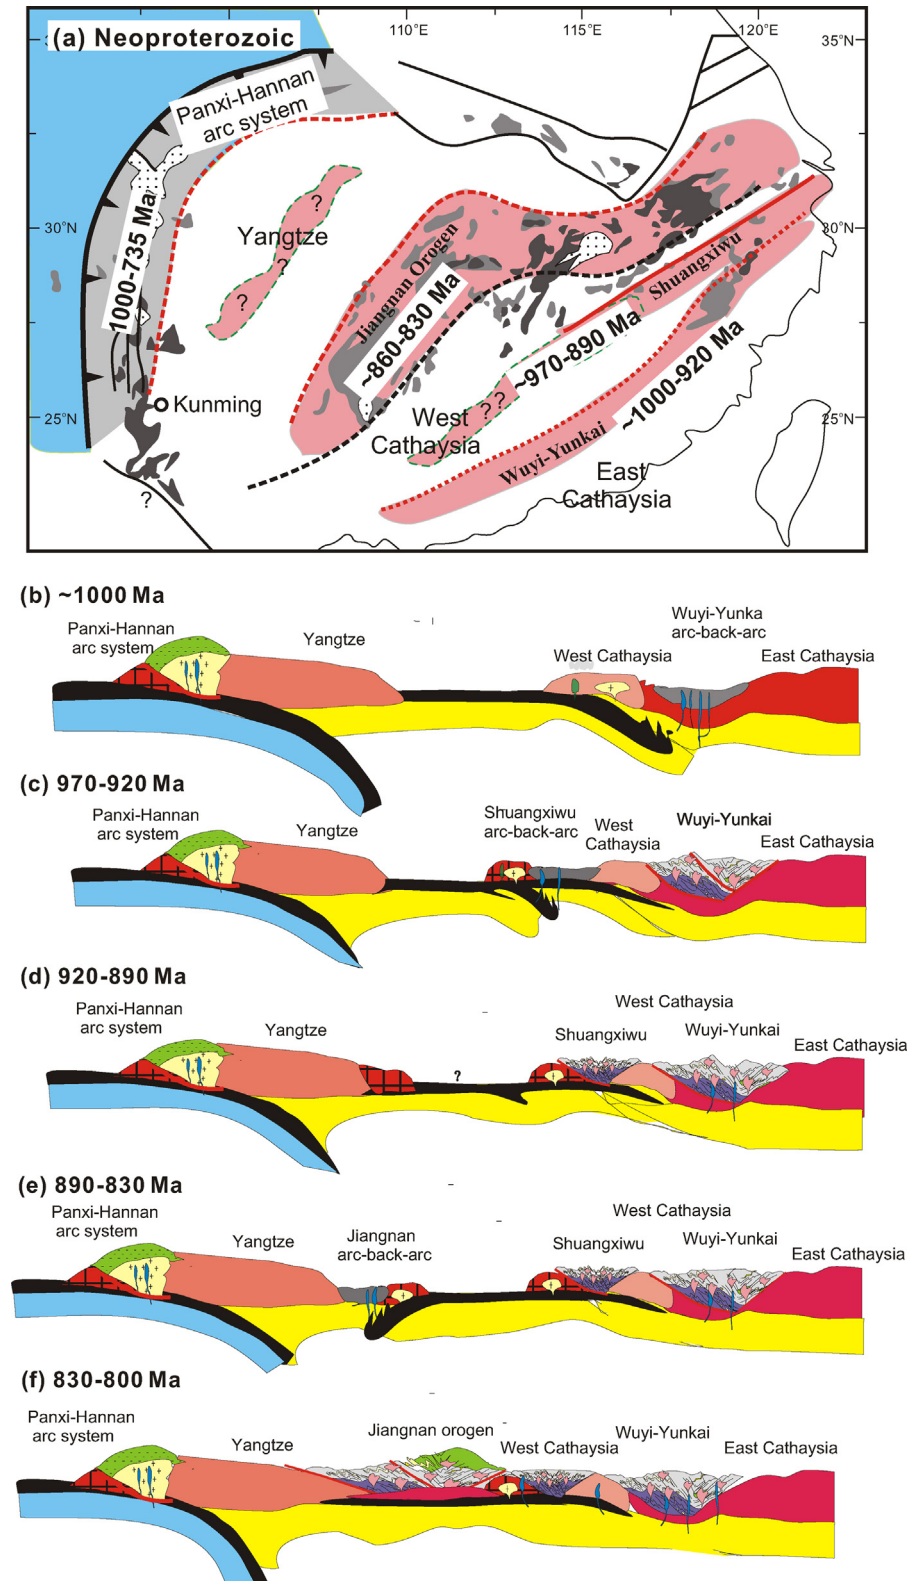 (a) Neoproterozoic
110°E
115°E
120°E
35°N
Panxi-Hannan
arc system
1000-735 Ma
30°N
30°N
?
Yangtze
?
?
Jiangnan Orogen
~860-830 Ma
Shuangxiwu
~970-890 Ma
~1000-920 Ma
Kunming
25°N
25°N
West
Cathaysia
? ?
Wuyi-Yunkai
East
Cathaysia
?
(b) ~1000 Ma
Panxi-Hannan
arc system
Yangtze
West Cathaysia
Wuyi-Yunka
arc-back-arc
East Cathaysia
(c) 970-920 Ma
Panxi-Hannan
arc system
Yangtze
Shuangxiwu
arc-back-arc
West
Cathaysia
Wuyi-Yunkai
East Cathaysia
(d) 920-890 Ma
Panxi-Hannan
arc system
Yangtze
?
West Cathaysia
Shuangxiwu
Wuyi-Yunkai
East Cathaysia
(e) 890-830 Ma
Panxi-Hannan
arc system
Yangtze
Jiangnan
arc-back-arc
West Cathaysia
Shuangxiwu
Wuyi-Yunkai
East Cathaysia
(f) 830-800 Ma
Panxi-Hannan
arc system
Yangtze
Jiangnan orogen
West Cathaysia
Wuyi-Yunkai
East Cathaysia